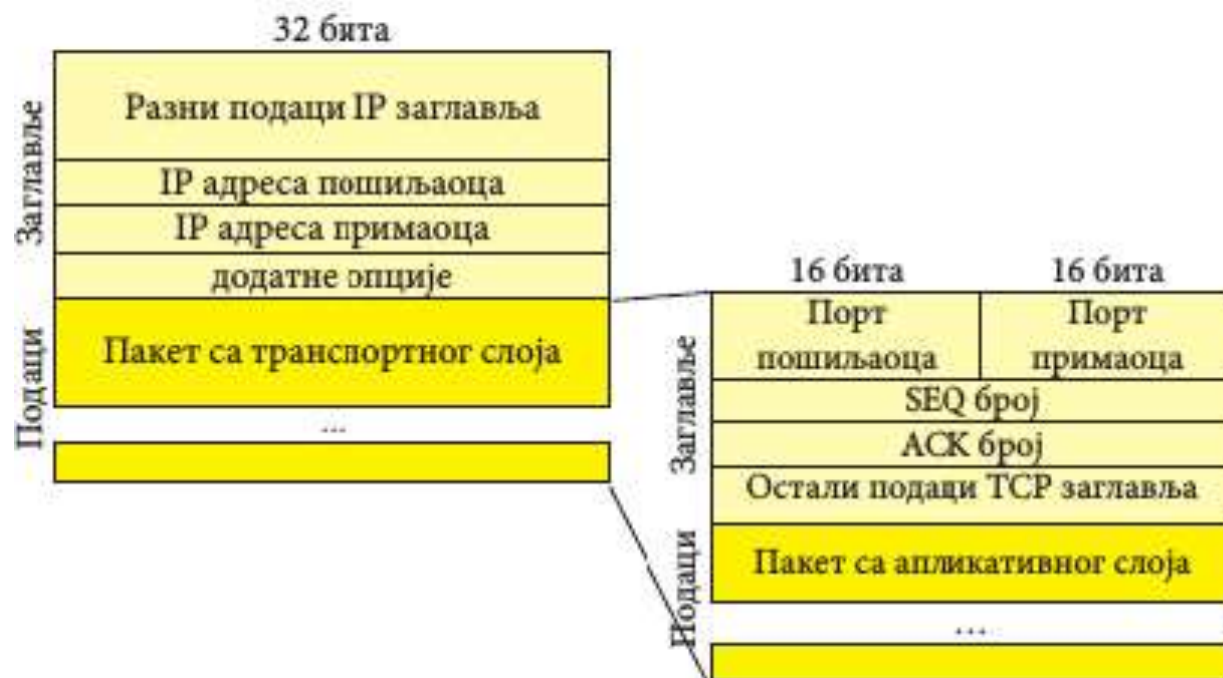 32 бита
Заглавље
Разни подаци IP заглавља
IP адреса пошиљаоца
IP адреса примаоца
додатне опције
Подаци
Пакет са транспортног слоја
...
16 бита
16 бита
Заглавље
Порт
пошиљаоца
Порт
примаоца
SEQ број
ACK број
Остали подаци TCP заглавља
Подаци
Пакет са апликативног слоја
...